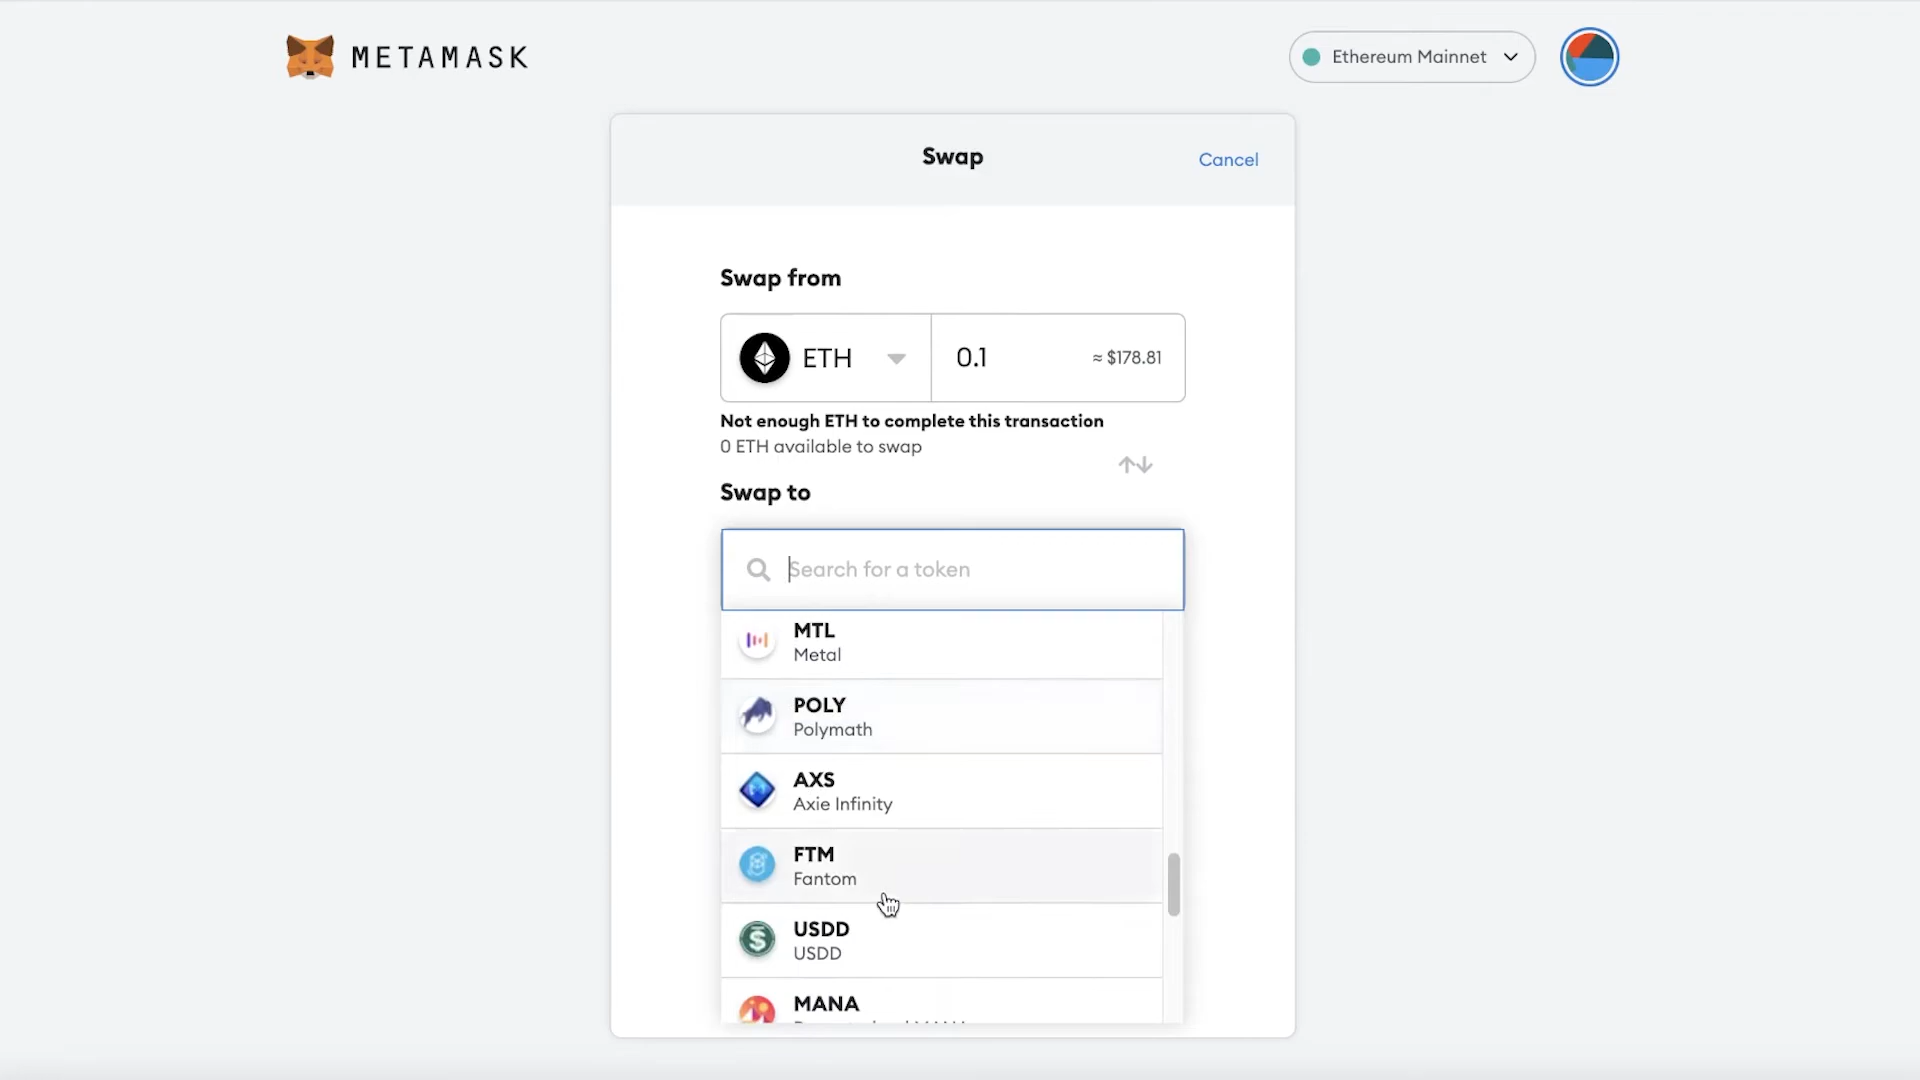 METAMASK
Ethereum Mainnet
Swap
Cancel
Swap from
ETH
0.1
≈ $178.81
Not enough ETH to complete this transaction
0 ETH available to swap
Swap to
Search for a token
MTL
Metal
POLY
Polymath
AXS
Axie Infinity
FTM
Fantom
USDD
USDD
MANA